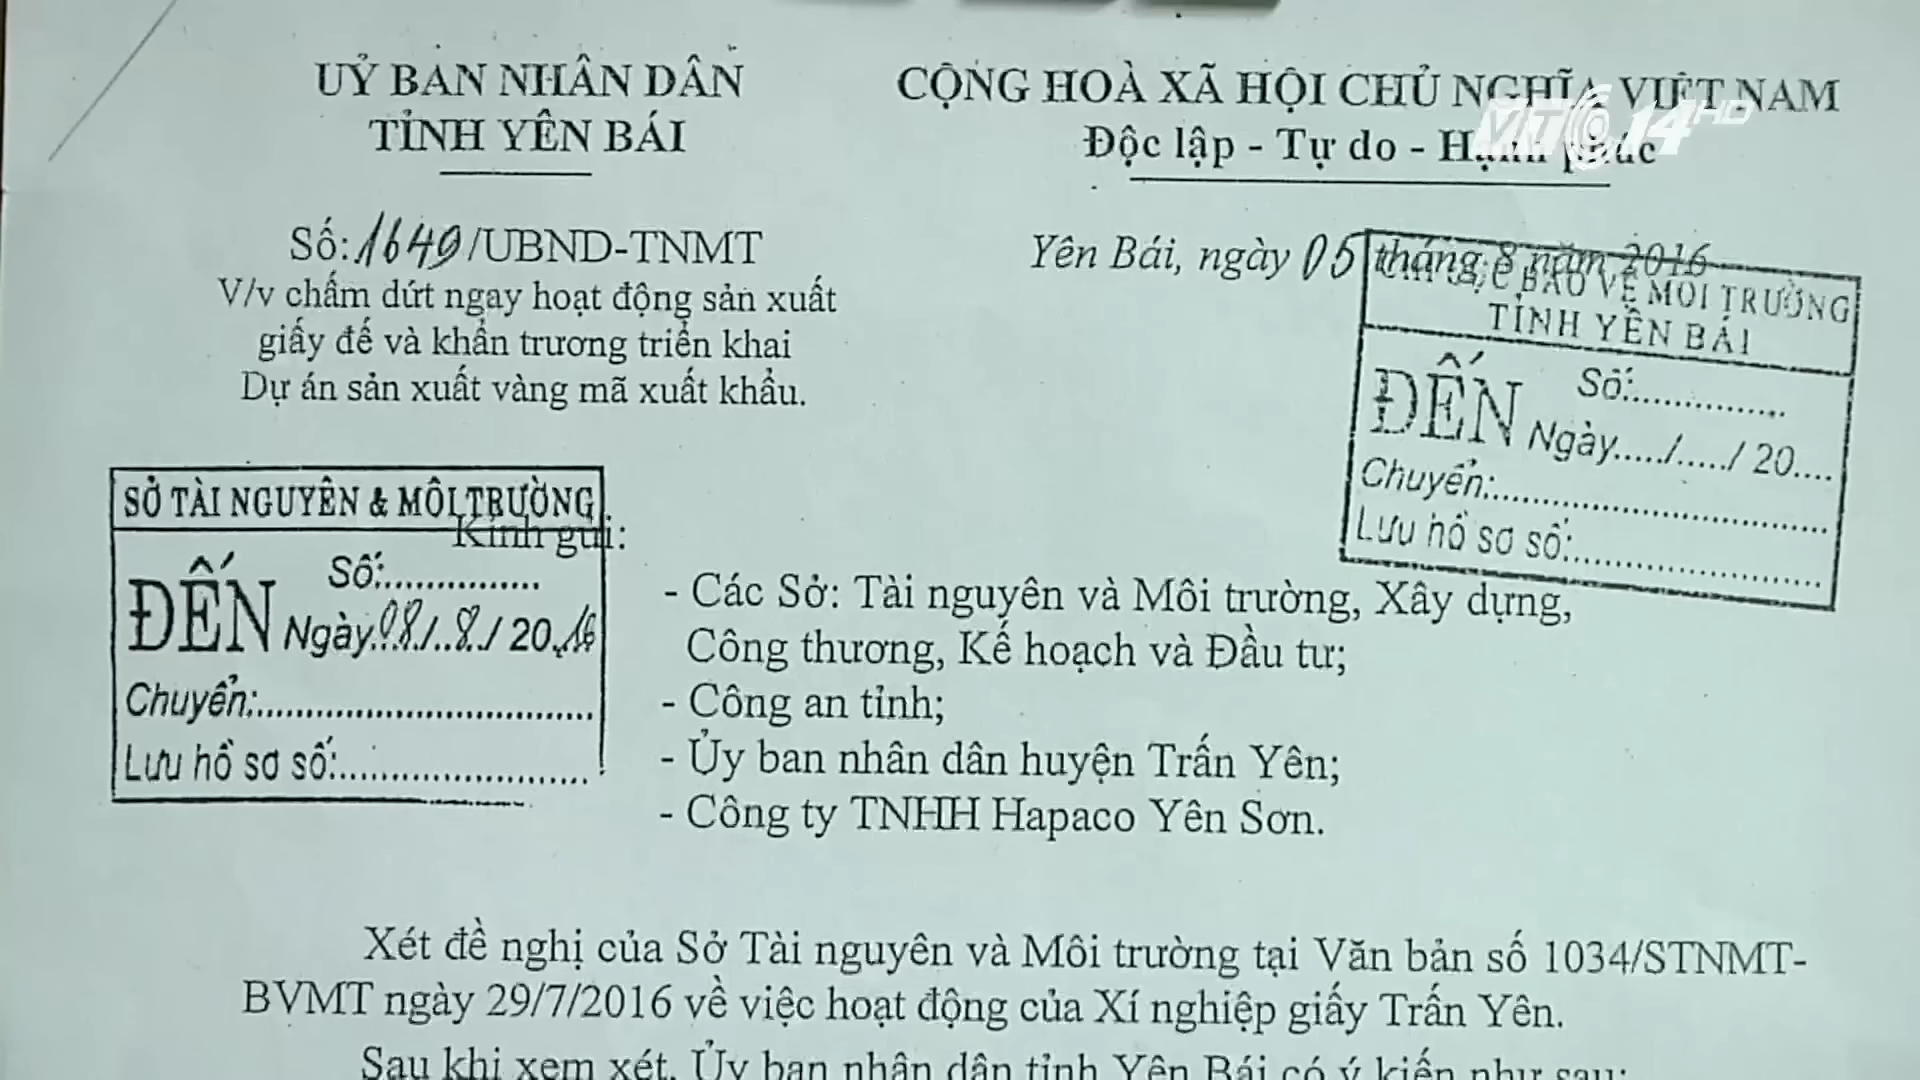 UỶ BAN NHÂN DÂN
TỈNH YÊN BÁI
CỘNG HOÀ XÃ HỘI CHỦ NGHĨA VIỆT NAM
Độc lập - Tự do - Hạnh phúc
VTC14 HD
Số: 1649/UBND-TNMT
V/v chấm dứt ngay hoạt động sản xuất
giấy đế và khẩn trương triển khai
Dự án sản xuất vàng mã xuất khẩu.
Yên Bái, ngày 05 tháng 8 năm 2016
BẢO VỆ MÔI TRƯỜNG
TỈNH YÊN BÁI
ĐẾN Số:...............
Ngày...../...../ 20....
Chuyển:...............................
Lưu hồ sơ số:...........................
SỞ TÀI NGUYÊN & MÔI TRƯỜNG
ĐẾN Số:...............
Ngày 08/ 8 / 20 16
Chuyển:...............................
Lưu hồ sơ số:...........................
Kính gửi:
- Các Sở: Tài nguyên và Môi trường, Xây dựng,
Công thương, Kế hoạch và Đầu tư;
- Công an tỉnh;
- Ủy ban nhân dân huyện Trấn Yên;
- Công ty TNHH Hapaco Yên Sơn.
Xét đề nghị của Sở Tài nguyên và Môi trường tại Văn bản số 1034/STNMT-
BVMT ngày 29/7/2016 về việc hoạt động của Xí nghiệp giấy Trấn Yên.
Sau khi xem xét, Ủy ban nhân dân tỉnh Yên Bái có ý kiến như sau: